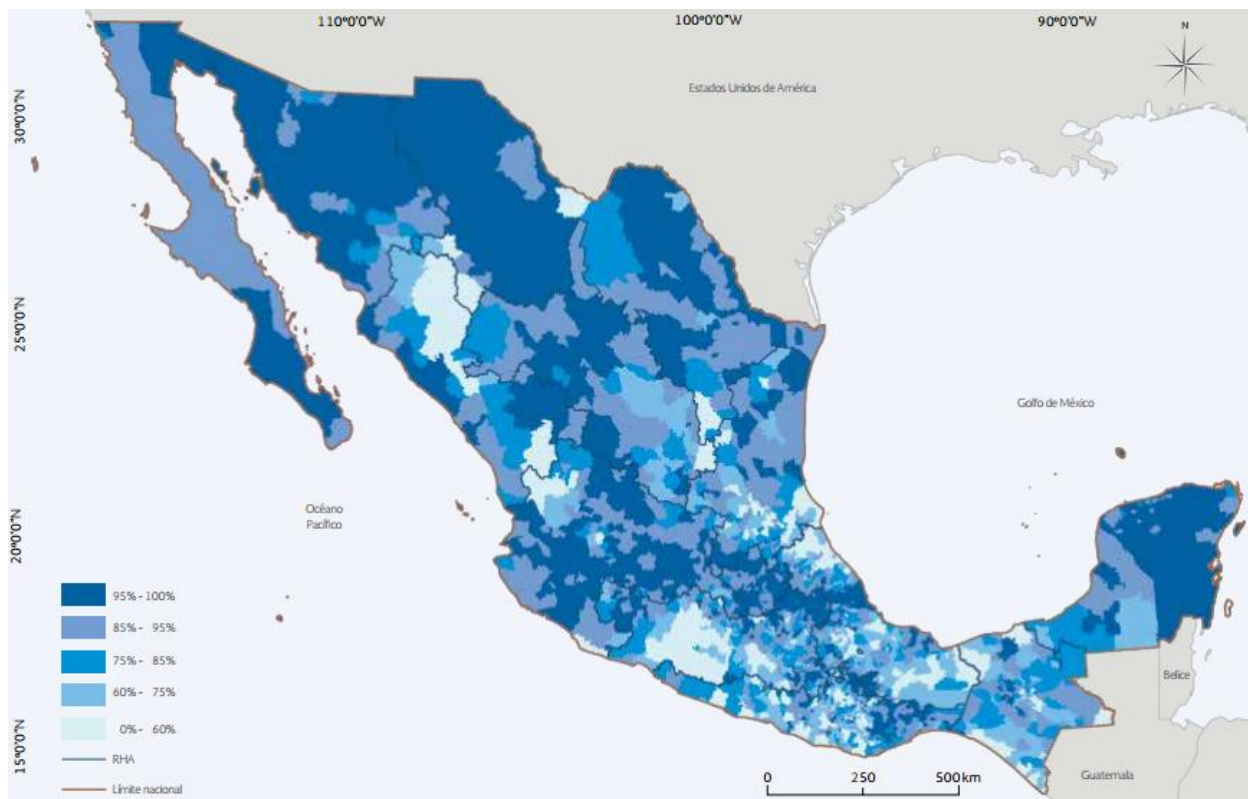 110°0'0"W 100°0'0"W 90°0'0"W
N
Estados Unidos de América
30°0'0"N
25°0'0"N
Golfo de México
Océano
Pacífico
20°0'0"N
95% - 100%
85% - 95%
75% - 85%
60% - 75%
0% - 60%
Belice
RHA
15°0'0"N
0 250 500 km
Guatemala
Límite nacional